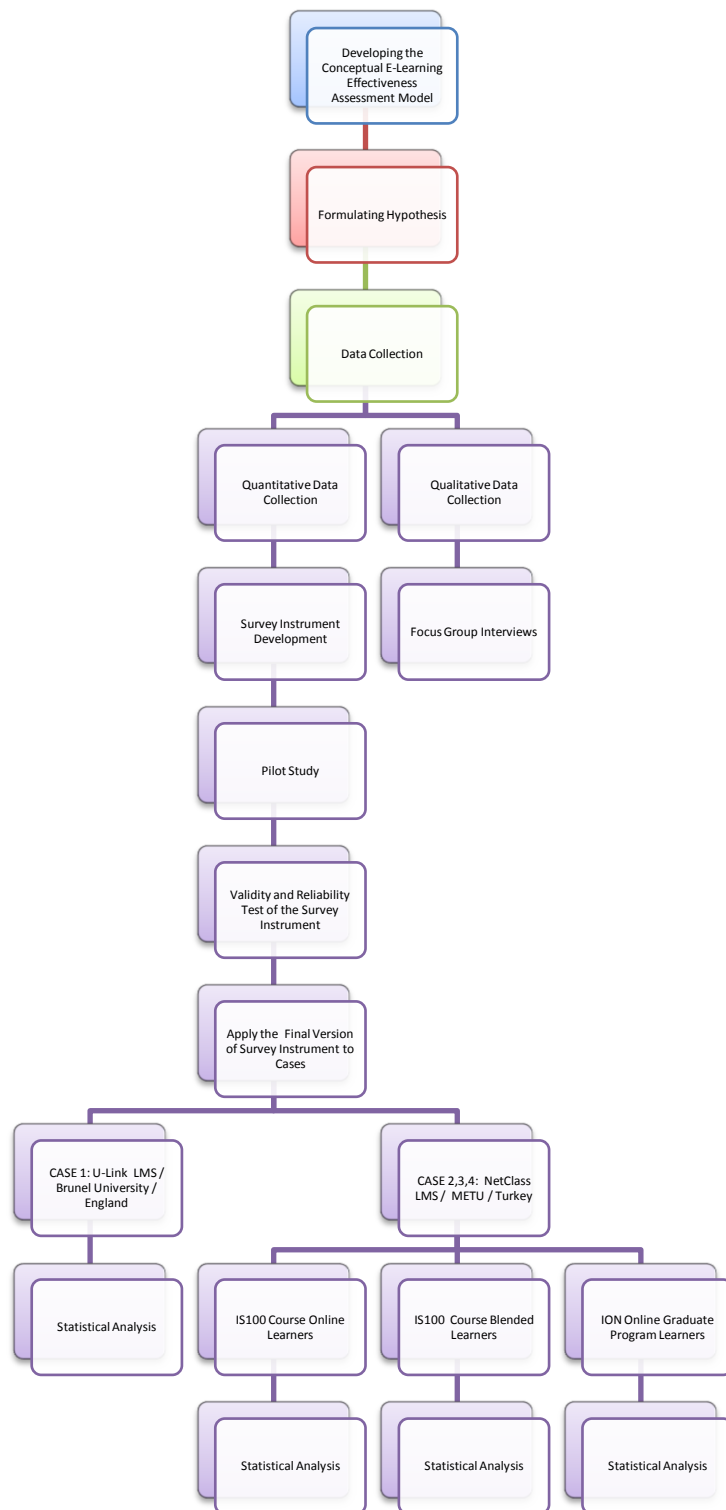 Developing the
Conceptual E-Learning
Effectiveness
Assessment Model
Formulating Hypothesis
Data Collection
Quantitative Data
Collection
Qualitative Data
Collection
Survey Instrument
Development
Focus Group Interviews
Pilot Study
Validity and Reliability
Test of the Survey
Instrument
Apply the Final Version
of Survey Instrument to
Cases
CASE 1: U-Link LMS /
Brunel University /
England
CASE 2,3,4: NetClass
LMS / METU / Turkey
Statistical Analysis
IS100 Course Online
Learners
IS100 Course Blended
Learners
ION Online Graduate
Program Learners
Statistical Analysis
Statistical Analysis
Statistical Analysis